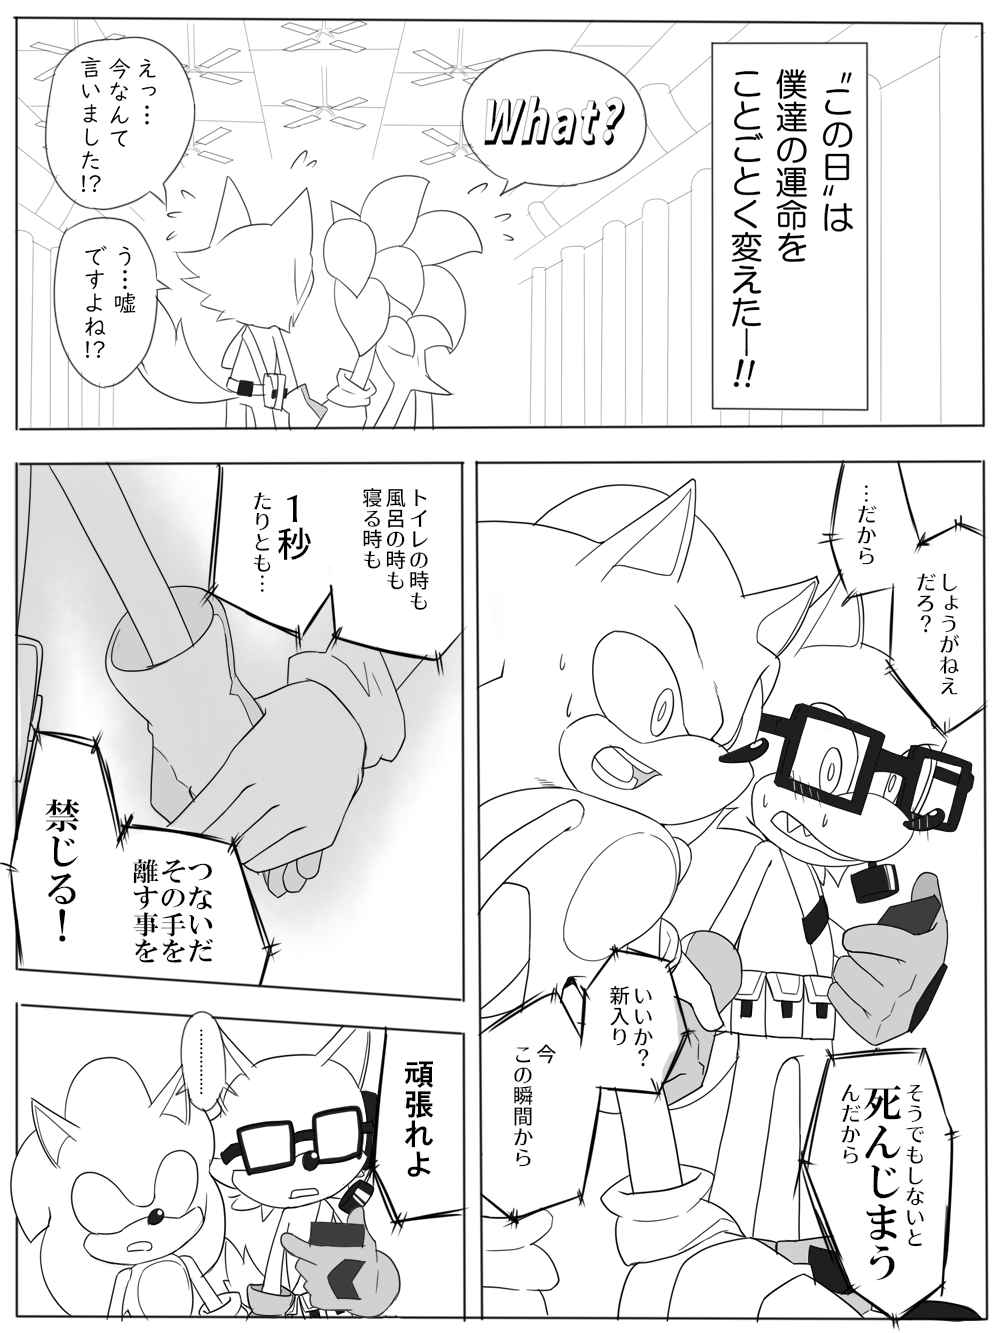 ”この日”は
僕達の運命を
ことごとく変えたー!!
What?
えっ…
今なんて
言いました!?
う…嘘
ですよね!?
…だから
しょうがねえ
だろ?
そうでもしないと
死んじまう
んだから
いいか?
新入り
今
この瞬間から
トイレの時も
風呂の時も
寝る時も
1秒
たりとも…
つないだ
その手を
離す事を
禁じる!
頑張れよ
………